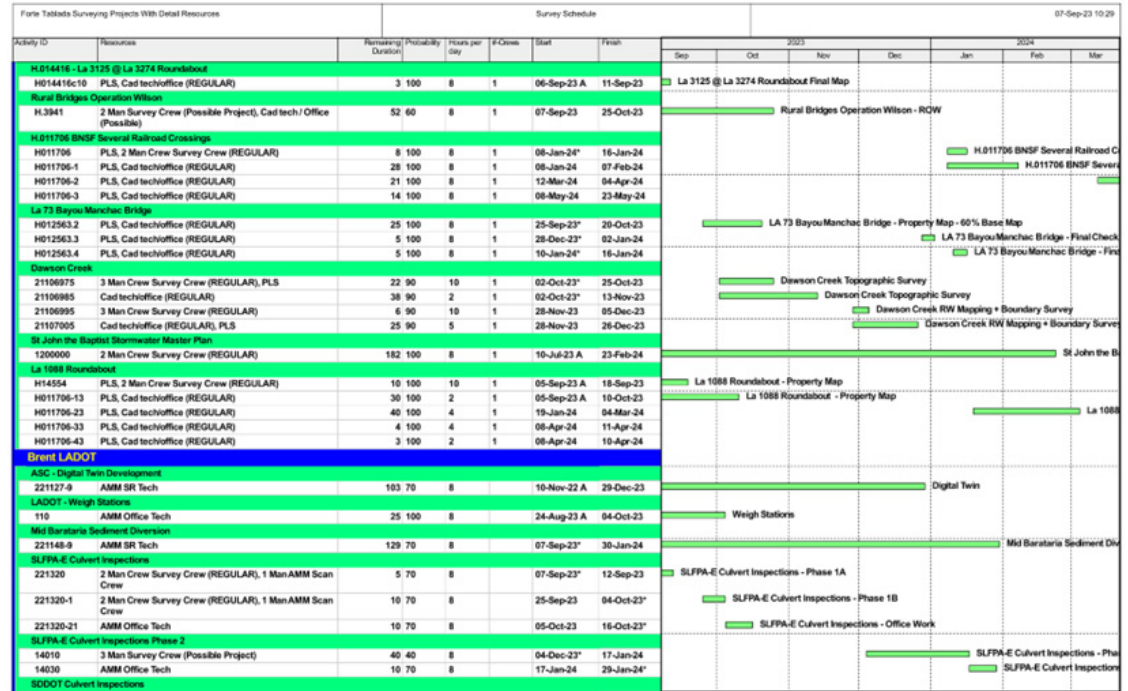 Forte Tablada Surveying Projects With Detail Resources Survey Schedule 07-Sep-23 10:29
Activity ID Resources Remaining Duration Probability Hours per day #-Crews Start Finish 2023 2024
Sep Oct Nov Dec Jan Feb Mar
H.014416 - La 3125 @ La 3274 Roundabout
H014416c10 PLS, Cad tech/office (REGULAR) 3 100 8 1 06-Sep-23 A 11-Sep-23 La 3125 @ La 3274 Roundabout Final Map
Rural Bridges Operation Wilson
H.3941 2 Man Survey Crew (Possible Project), Cad tech / Office (Possible) 52 60 8 1 07-Sep-23 25-Oct-23 Rural Bridges Operation Wilson - ROW
H.011706 BNSF Several Railroad Crossings
H011706 PLS, 2 Man Crew Survey Crew (REGULAR) 8 100 8 1 08-Jan-24* 16-Jan-24 H.011706 BNSF Several Railroad C
H011706-1 PLS, Cad tech/office (REGULAR) 28 100 8 1 08-Jan-24* 07-Feb-24 H.011706 BNSF Severa
H011706-2 PLS, Cad tech/office (REGULAR) 21 100 8 1 12-Mar-24 04-Apr-24
H011706-3 PLS, Cad tech/office (REGULAR) 14 100 8 1 08-May-24 23-May-24
La 73 Bayou Manchac Bridge
H012563.2 PLS, Cad tech/office (REGULAR) 25 100 8 1 25-Sep-23* 20-Oct-23 LA 73 Bayou Manchac Bridge - Property Map - 60% Base Map
H012563.3 PLS, Cad tech/office (REGULAR) 5 100 8 1 28-Dec-23* 02-Jan-24 LA 73 Bayou Manchac Bridge - Final Check
H012563.4 PLS, Cad tech/office (REGULAR) 5 100 8 1 10-Jan-24* 16-Jan-24 LA 73 Bayou Manchac Bridge - Fina
Dawson Creek
21106975 3 Man Crew Survey Crew (REGULAR), PLS 22 90 10 1 02-Oct-23* 25-Oct-23 Dawson Creek Topographic Survey
21106985 Cad tech/office (REGULAR) 38 90 2 1 02-Oct-23* 13-Nov-23 Dawson Creek Topographic Survey
21106995 3 Man Crew Survey Crew (REGULAR) 6 90 10 1 28-Nov-23 05-Dec-23 Dawson Creek RW Mapping + Boundary Survey
21107005 Cad tech/office (REGULAR), PLS 25 90 5 1 28-Nov-23 26-Dec-23 Dawson Creek RW Mapping + Boundary Survey
St John the Baptist Stormwater Master Plan
1200000 2 Man Crew Survey Crew (REGULAR) 182 100 8 1 10-Jul-23 A 23-Feb-24 St John the B
La 1088 Roundabout
H14554 PLS, 2 Man Crew Survey Crew (REGULAR) 10 100 10 1 05-Sep-23 A 18-Sep-23 La 1088 Roundabout - Property Map
H011706-13 PLS, Cad tech/office (REGULAR) 30 100 2 1 05-Sep-23 A 10-Oct-23 La 1088 Roundabout - Property Map
H011706-23 PLS, Cad tech/office (REGULAR) 40 100 4 1 19-Jan-24 04-Mar-24 La 1088
H011706-33 PLS, Cad tech/office (REGULAR) 4 100 4 1 08-Apr-24 11-Apr-24
H011706-43 PLS, Cad tech/office (REGULAR) 3 100 2 1 08-Apr-24 10-Apr-24
Brent LADOT
ASC - Digital Twin Development
221127-9 AMM SR Tech 103 70 8 10-Nov-22 A 29-Dec-23 Digital Twin
LADOT - Weigh Stations
110 AMM Office Tech 25 100 8 24-Aug-23 A 04-Oct-23 Weigh Stations
Mid Barataria Sediment Diversion
221148-9 AMM SR Tech 129 70 8 07-Sep-23* 30-Jan-24 Mid Barataria Sediment Div
SLFPA-E Culvert Inspections
221320 2 Man Crew Survey Crew (REGULAR), 1 Man AMM Scan Crew 5 70 8 07-Sep-23* 12-Sep-23 SLFPA-E Culvert Inspections - Phase 1A
221320-1 2 Man Crew Survey Crew (REGULAR), 1 Man AMM Scan Crew 10 70 8 25-Sep-23 04-Oct-23* SLFPA-E Culvert Inspections - Phase 1B
221320-21 AMM Office Tech 10 70 8 05-Oct-23 16-Oct-23* SLFPA-E Culvert Inspections - Office Work
SLFPA-E Culvert Inspections Phase 2
14010 3 Man Survey Crew (Possible Project) 40 40 8 04-Dec-23* 17-Jan-24 SLFPA-E Culvert Inspections - Pha
14030 AMM Office Tech 10 70 8 17-Jan-24 29-Jan-24* SLFPA-E Culvert Inspection
SDDOT Culvert Inspections